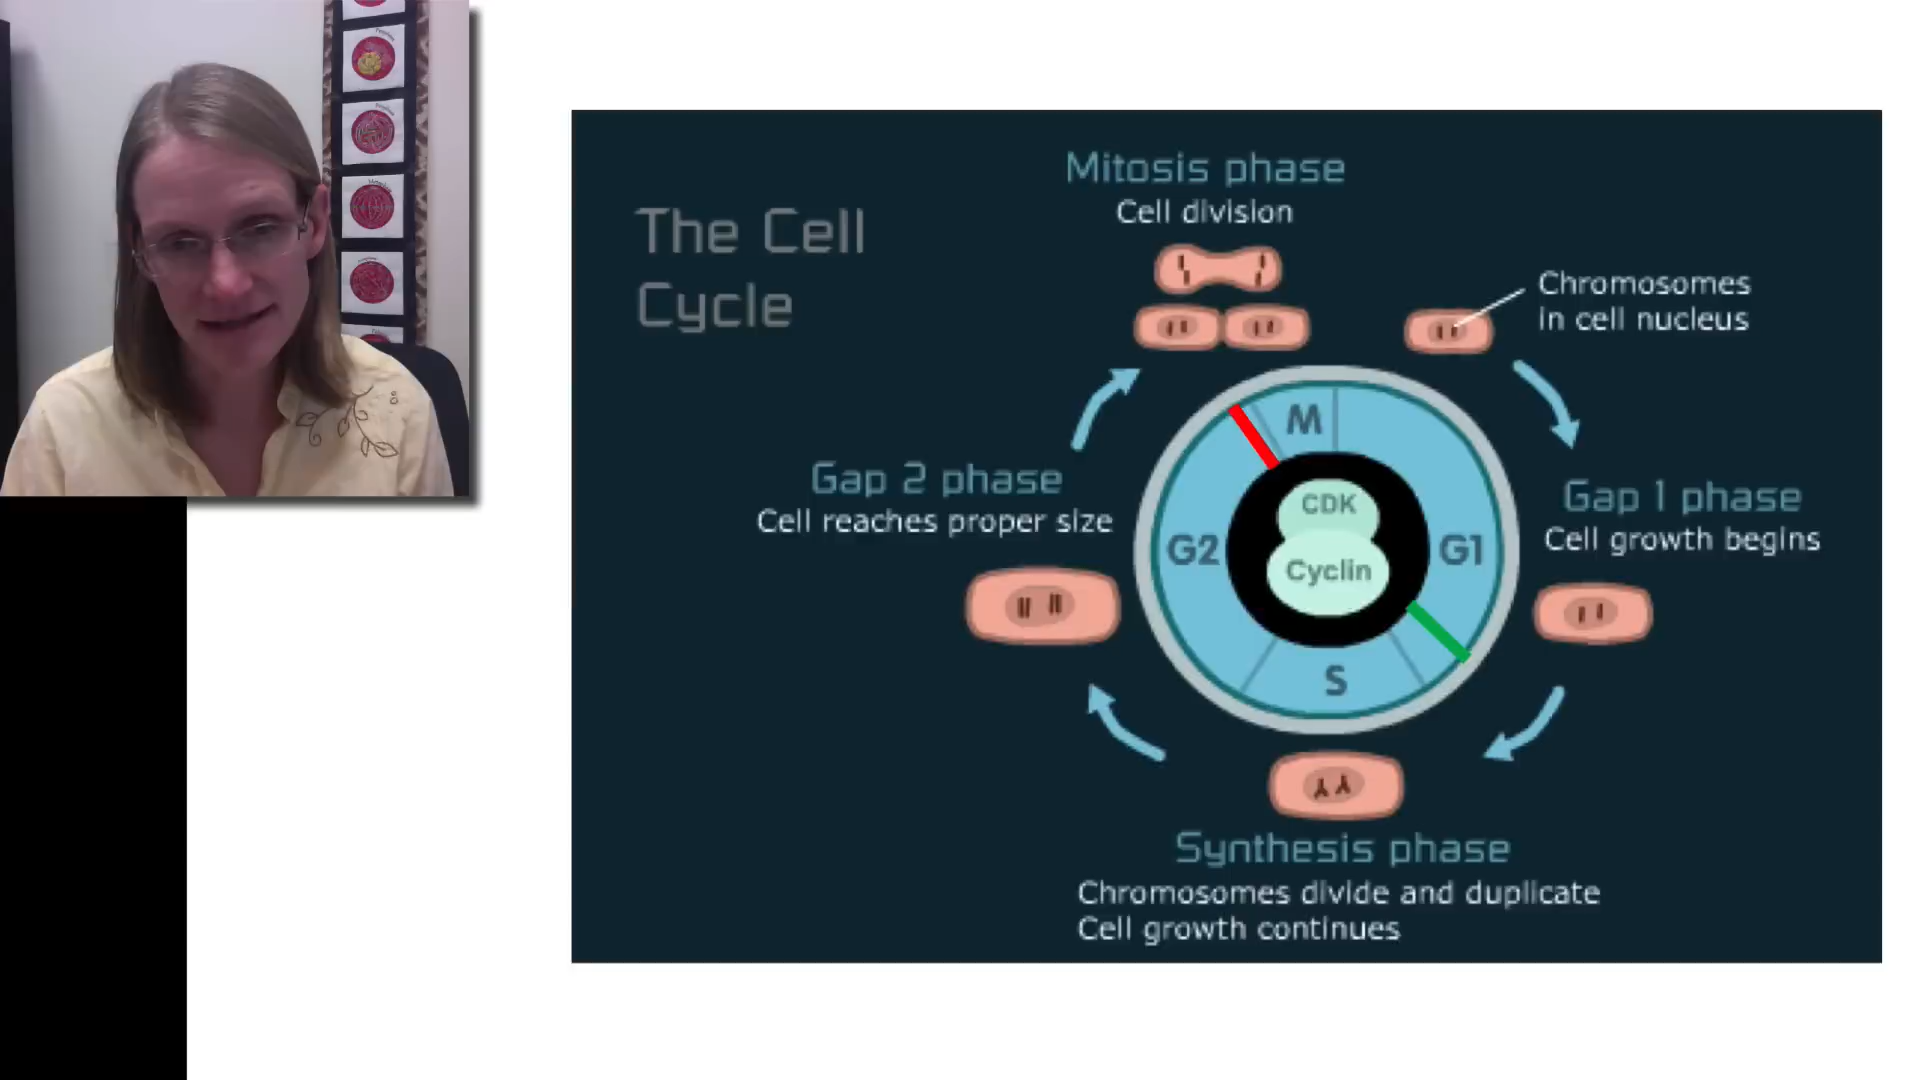 The Cell
Cycle
Mitosis phase
Cell division
Chromosomes
in cell nucleus
M
Gap 2 phase
Cell reaches proper size
Gap 1 phase
Cell growth begins
CDK
G2
G1
Cyclin
S
Synthesis phase
Chromosomes divide and duplicate
Cell growth continues